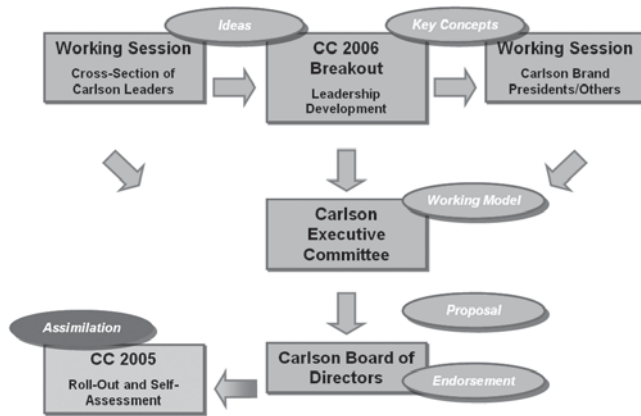 Ideas
Key Concepts
Working Session
Cross-Section of
Carlson Leaders
CC 2006
Breakout
Leadership
Development
Working Session
Carlson Brand
Presidents/Others
Working Model
Carlson
Executive
Committee
Proposal
Assimilation
CC 2005
Roll-Out and Self-
Assessment
Carlson Board of
Directors
Endorsement